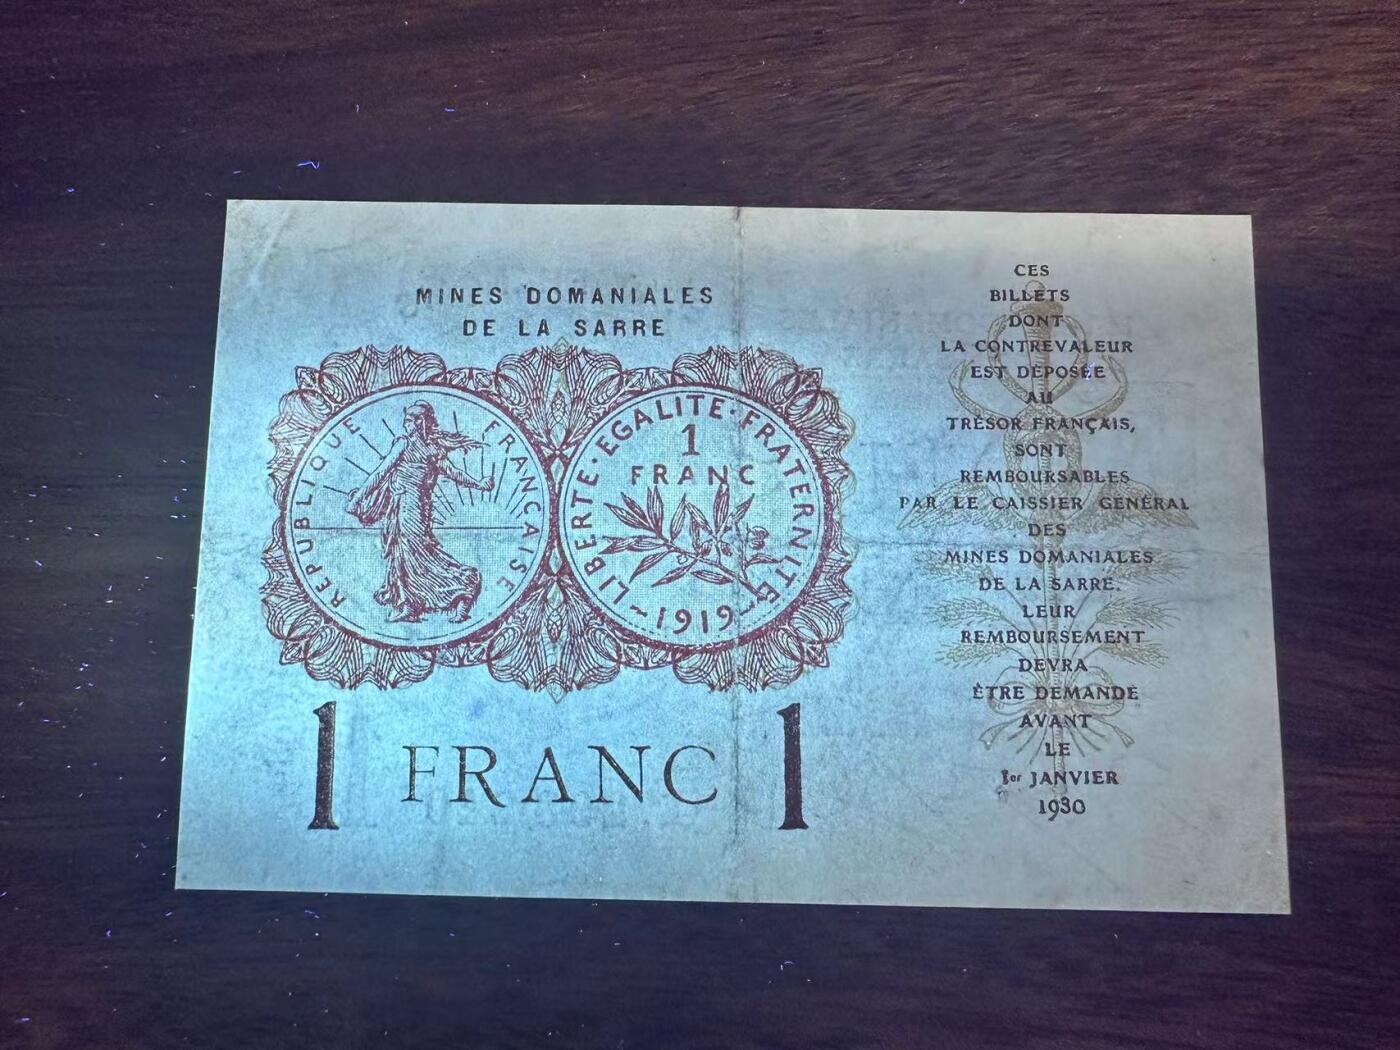 MINES DOMANIALES
DE LA SARRE
RÉPUBLIQUE FRANÇAISE
LIBERTE·EGALITE·FRATERNITE
1
FRANC
~1919~
1 FRANC 1
CES
BILLETS
DONT
LA CONTREVALEUR
EST DÉPOSÉE
AU
TRÉSOR FRANÇAIS,
SONT
REMBOURSABLES
PAR LE CAISSIER GÉNÉRAL
DES
MINES DOMANIALES
DE LA SARRE.
LEUR
REMBOURSEMENT
DEVRA
ÊTRE DEMANDÉ
AVANT
LE
1er JANVIER
1930